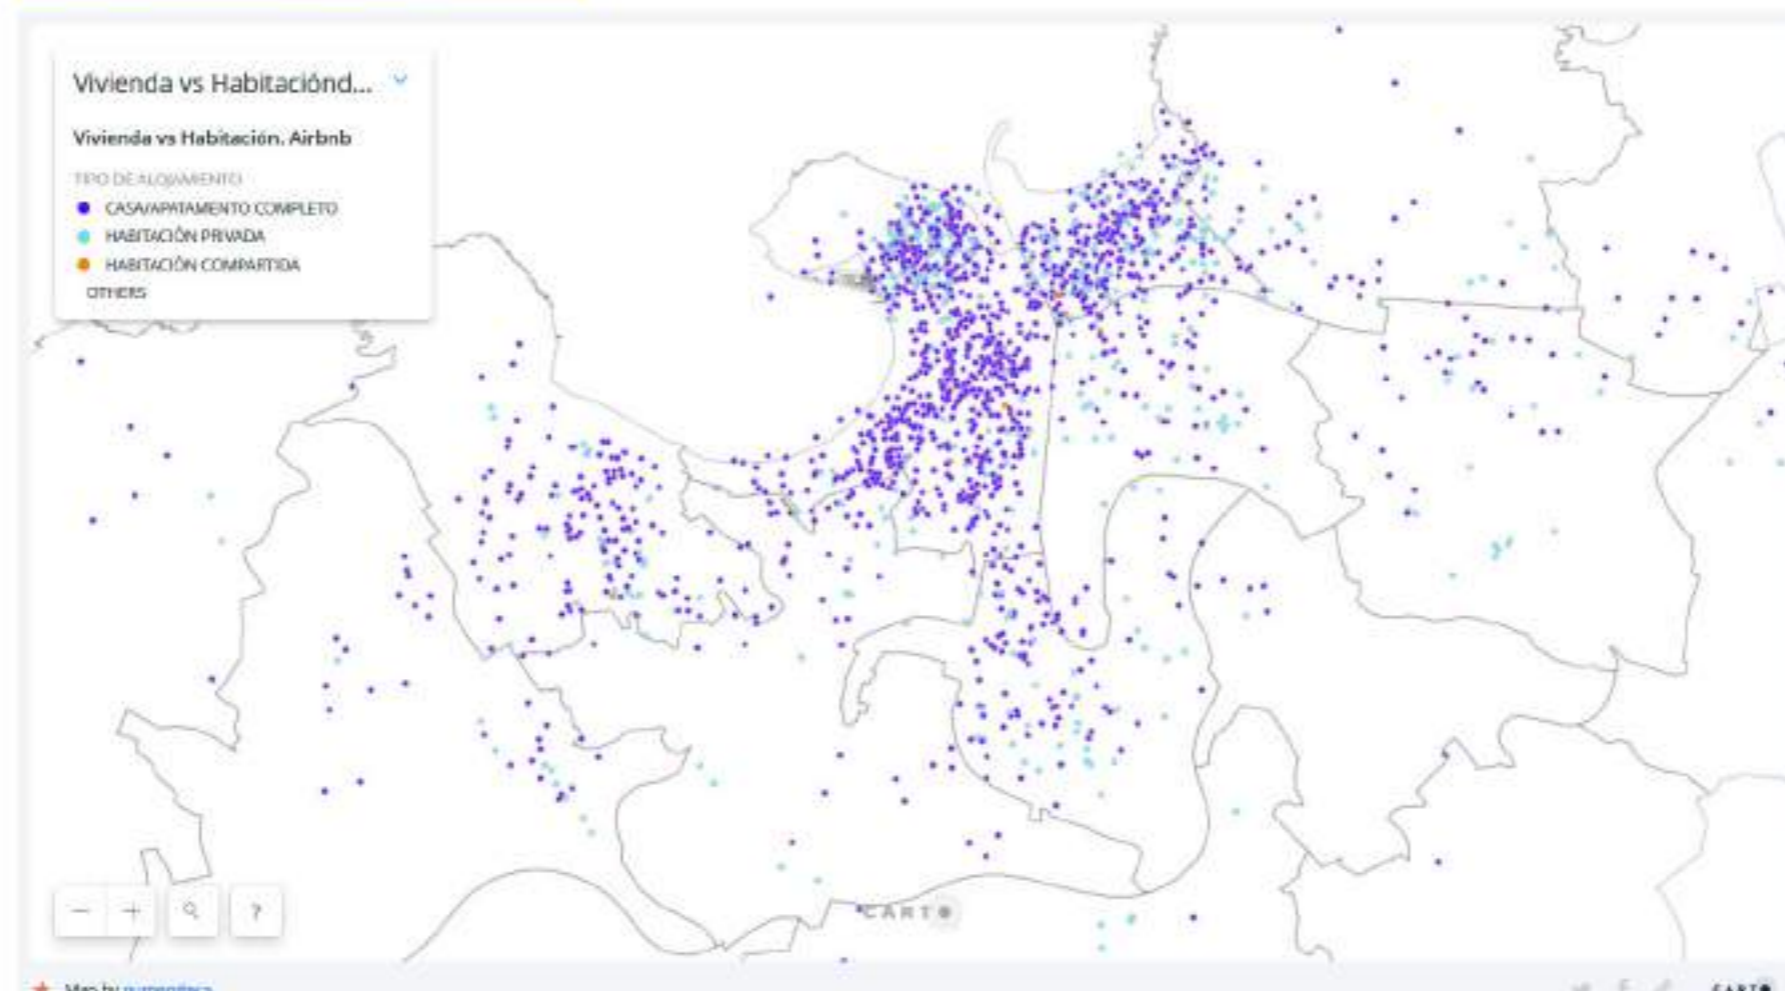 Vivienda vs Habitaciónd...
Vivienda vs Habitación. Airbnb
TIPO DE ALOJAMIENTO
CASA/APATAMENTO COMPLETO
HABITACIÓN PRIVADA
HABITACIÓN COMPARTIDA
OTHERS
?
CARTO
Map by
CARTO